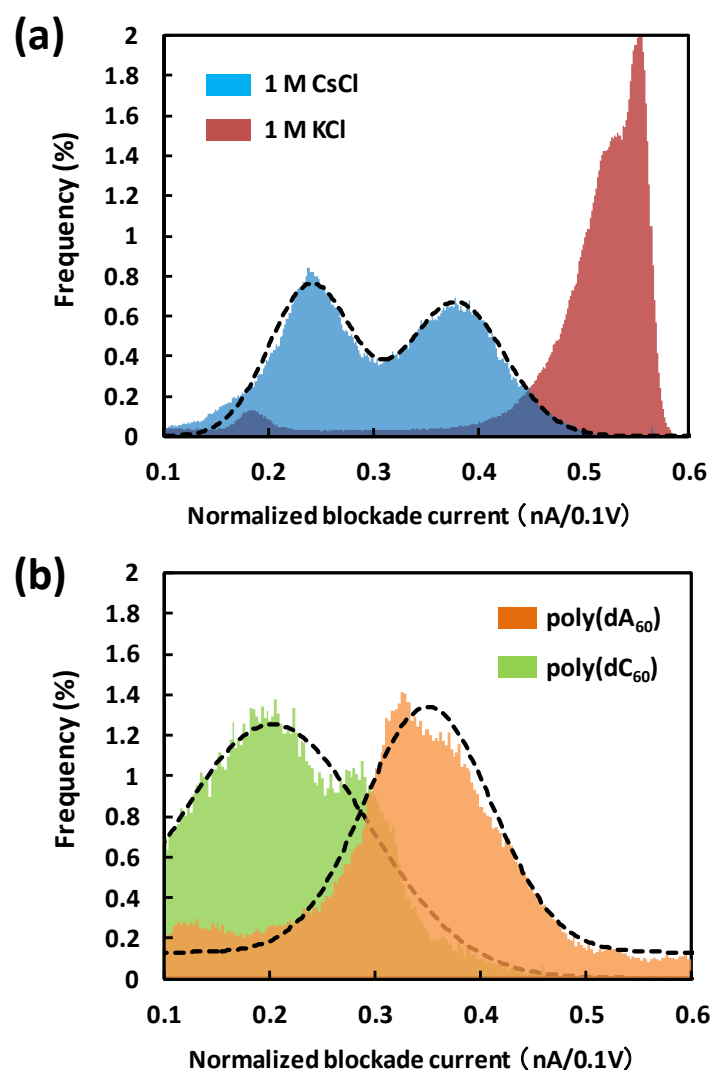 (a)
2
1.8
1.6
1.4
1.2
1
0.8
0.6
0.4
0.2
0
Frequency (%)
1 M CsCl
1 M KCl
0.1 0.2 0.3 0.4 0.5 0.6
Normalized blockade current (nA/0.1V)
(b)
2
1.8
1.6
1.4
1.2
1
0.8
0.6
0.4
0.2
0
Frequency (%)
poly(dA₆₀)
poly(dC₆₀)
0.1 0.2 0.3 0.4 0.5 0.6
Normalized blockade current (nA/0.1V)